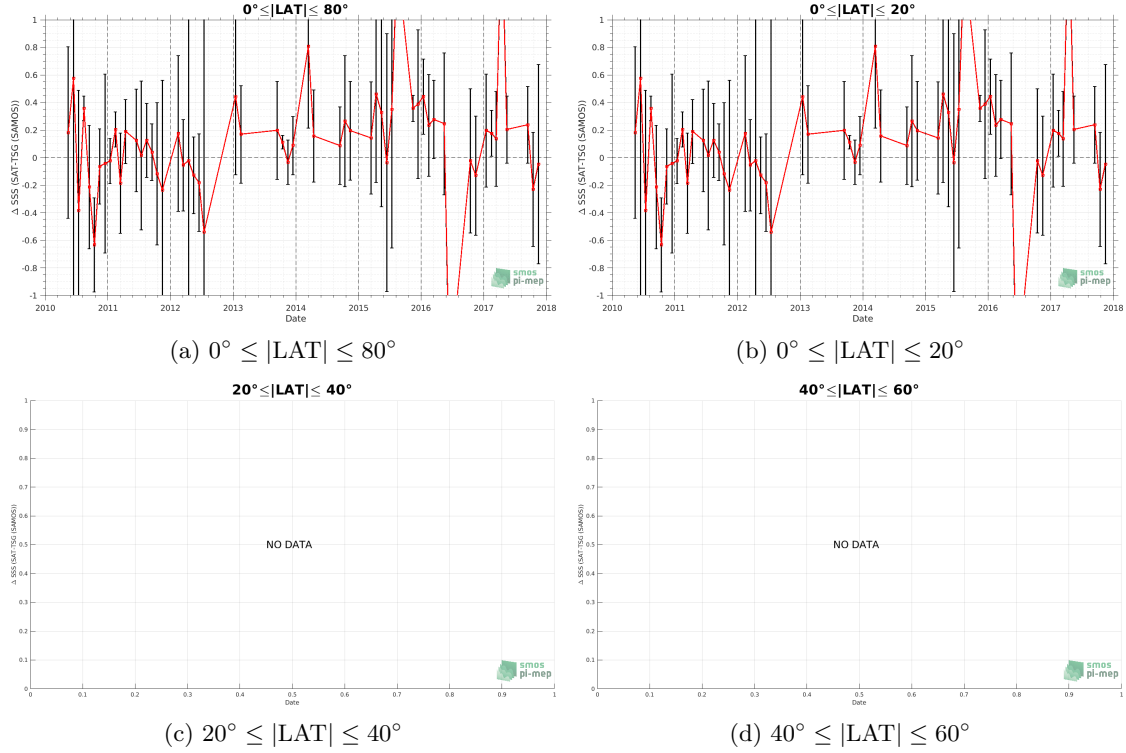 0°≤|LAT|≤ 80°
Δ SSS (SAT-TSG (SAMOS))
1
0.8
0.6
0.4
0.2
0
-0.2
-0.4
-0.6
-0.8
-1
2010 2011 2012 2013 2014 2015 2016 2017 2018
Date
smos
pi-mep
(a) 0° ≤ |LAT| ≤ 80°
0°≤|LAT|≤ 20°
Δ SSS (SAT-TSG (SAMOS))
1
0.8
0.6
0.4
0.2
0
-0.2
-0.4
-0.6
-0.8
-1
2010 2011 2012 2013 2014 2015 2016 2017 2018
Date
smos
pi-mep
(b) 0° ≤ |LAT| ≤ 20°
20°≤|LAT|≤ 40°
Δ SSS (SAT-TSG (SAMOS))
1
0.9
0.8
0.7
0.6
0.5
0.4
0.3
0.2
0.1
0
NO DATA
0 0.1 0.2 0.3 0.4 0.5 0.6 0.7 0.8 0.9 1
Date
smos
pi-mep
(c) 20° ≤ |LAT| ≤ 40°
40°≤|LAT|≤ 60°
Δ SSS (SAT-TSG (SAMOS))
1
0.9
0.8
0.7
0.6
0.5
0.4
0.3
0.2
0.1
0
NO DATA
0 0.1 0.2 0.3 0.4 0.5 0.6 0.7 0.8 0.9 1
Date
smos
pi-mep
(d) 40° ≤ |LAT| ≤ 60°